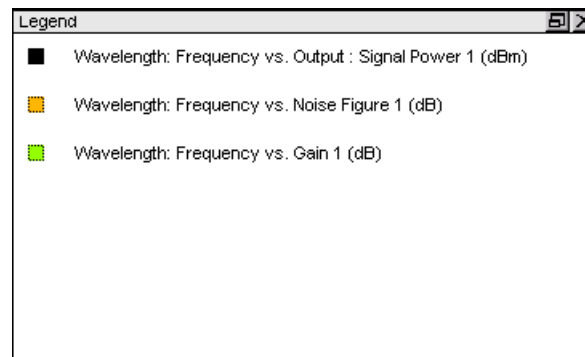 Legend
Wavelength: Frequency vs. Output : Signal Power 1 (dBm)
Wavelength: Frequency vs. Noise Figure 1 (dB)
Wavelength: Frequency vs. Gain 1 (dB)